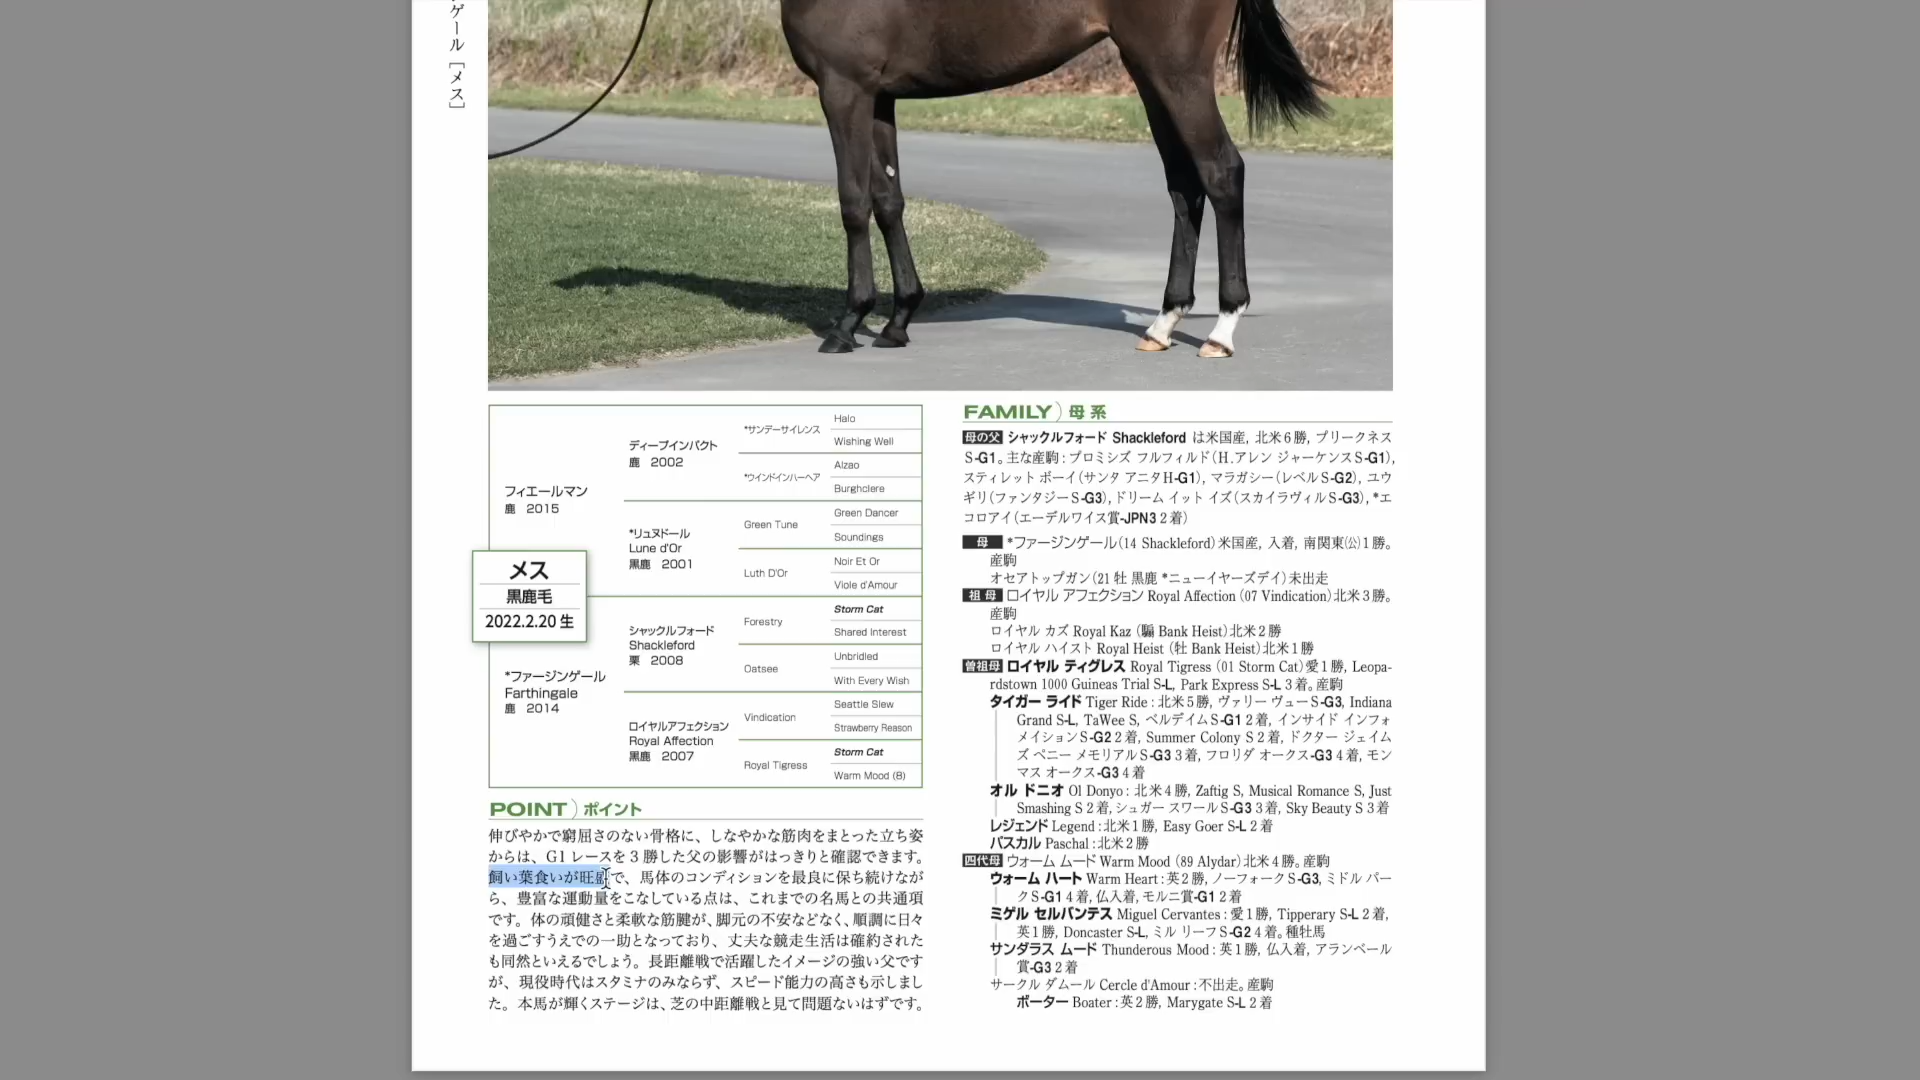 ゲール［メス］
フィエールマン
鹿 2015
メス
黒鹿毛
2022.2.20 生
*ファージンゲール
Farthingale
鹿 2014
ディープインパクト
鹿 2002
*リュヌドール
Lune d'Or
黒鹿 2001
シャックルフォード
Shackleford
栗 2008
ロイヤルアフェクション
Royal Affection
黒鹿 2007
*サンデーサイレンス
*ウインドインハーヘア
Green Tune
Luth D'Or
Forestry
Oatsee
Vindication
Royal Tigress
Halo
Wishing Well
Alzao
Burghclere
Green Dancer
Soundings
Noir Et Or
Viole d'Amour
Storm Cat
Shared Interest
Unbridled
With Every Wish
Seattle Slew
Strawberry Reason
Storm Cat
Warm Mood (8)
POINT）ポイント
伸びやかで窮屈さのない骨格に、しなやかな筋肉をまとった立ち姿
からは、G1 レースを 3 勝した父の影響がはっきりと確認できます。
飼い葉食いが旺盛で、馬体のコンディションを最良に保ち続けなが
ら、豊富な運動量をこなしている点は、これまでの名馬との共通項
です。体の頑健さと柔軟な筋腱が、脚元の不安などなく、順調に日々
を過ごすうえでの一助となっており、丈夫な競走生活は確約された
も同然といえるでしょう。長距離戦で活躍したイメージの強い父です
が、現役時代はスタミナのみならず、スピード能力の高さも示しまし
た。本馬が輝くステージは、芝の中距離戦と見て問題ないはずです。
FAMILY）母系
母の父 シャックルフォード Shackleford は米国産, 北米6勝, プリークネス
S-G1。主な産駒：プロミシズ フルフィルド（H.アレン ジャーケンスS-G1),
スティレット ボーイ（サンタ アニタH-G1), マラガシー（レベルS-G2), ユウ
ギリ（ファンタジーS-G3), ドリーム イット イズ（スカイラヴィルS-G3), *エ
コロアイ（エーデルワイス賞-JPN3 2着）
母 *ファージンゲール（14 Shackleford）米国産, 入着, 南関東㈳1勝。
産駒
オセアトップガン（21 牡 黒鹿 *ニューイヤーズデイ）未出走
祖母 ロイヤル アフェクション Royal Affection（07 Vindication）北米3勝。
産駒
ロイヤル カズ Royal Kaz（騸 Bank Heist）北米2勝
ロイヤル ハイスト Royal Heist（牡 Bank Heist）北米1勝
曽祖母 ロイヤル ティグレス Royal Tigress（01 Storm Cat）愛1勝, Leopa-
rdstown 1000 Guineas Trial S-L, Park Express S-L 3着。産駒
タイガー ライド Tiger Ride：北米5勝, ヴァリー ヴューS-G3, Indiana
Grand S-L, TaWee S, ベルデイムS-G1 2着, インサイド インフォ
メイションS-G2 2着, Summer Colony S 2着, ドクター ジェイム
ズ ペニー メモリアルS-G3 3着, フロリダ オークス-G3 4着, モン
マス オークス-G3 4着
オル ドニオ Ol Donyo：北米4勝, Zaftig S, Musical Romance S, Just
Smashing S 2着, シュガー スワールS-G3 3着, Sky Beauty S 3着
レジェンド Legend：北米1勝, Easy Goer S-L 2着
パスカル Paschal：北米2勝
四代母 ウォーム ムード Warm Mood（89 Alydar）北米4勝。産駒
ウォーム ハート Warm Heart：英2勝, ノーフォークS-G3, ミドル パー
クS-G1 4着, 仏入着, モルニ賞-G1 2着
ミゲル セルバンテス Miguel Cervantes：愛1勝, Tipperary S-L 2着,
英1勝, Doncaster S-L, ミル リーフS-G2 4着。種牡馬
サンダラス ムード Thunderous Mood：英1勝, 仏入着, アランベール
賞-G3 2着
サークル ダムール Cercle d'Amour：不出走。産駒
ボーター Boater：英2勝, Marygate S-L 2着